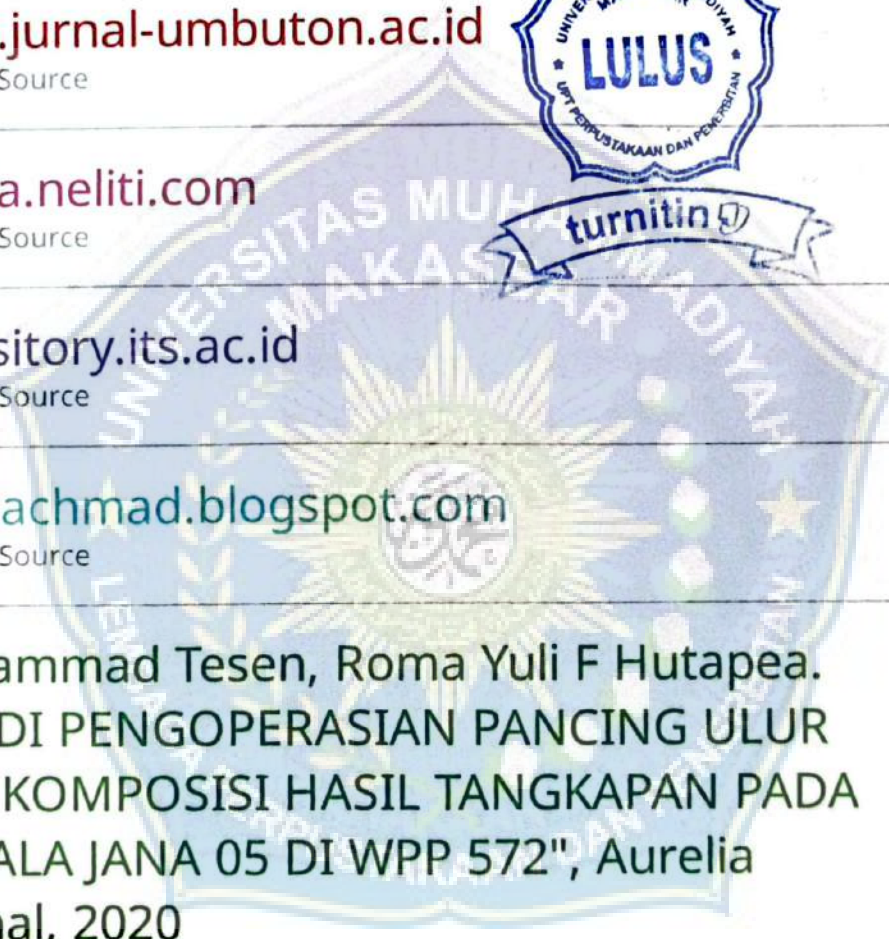 .jurnal-umbuton.ac.id
Source
LULUS
UPT PERPUSTAKAAN DAN PENERBITAN
turnitin
a.neliti.com
Source
UNIVERSITAS MUHAMMADIYAH
MAKASSAR
sitory.its.ac.id
Source
achmad.blogspot.com
Source
ammad Tesen, Roma Yuli F Hutapea.
DI PENGOPERASIAN PANCING ULUR
KOMPOSISI HASIL TANGKAPAN PADA
ALA JANA 05 DI WPP 572", Aurelia
nal, 2020
PERPUSTAKAAN DAN